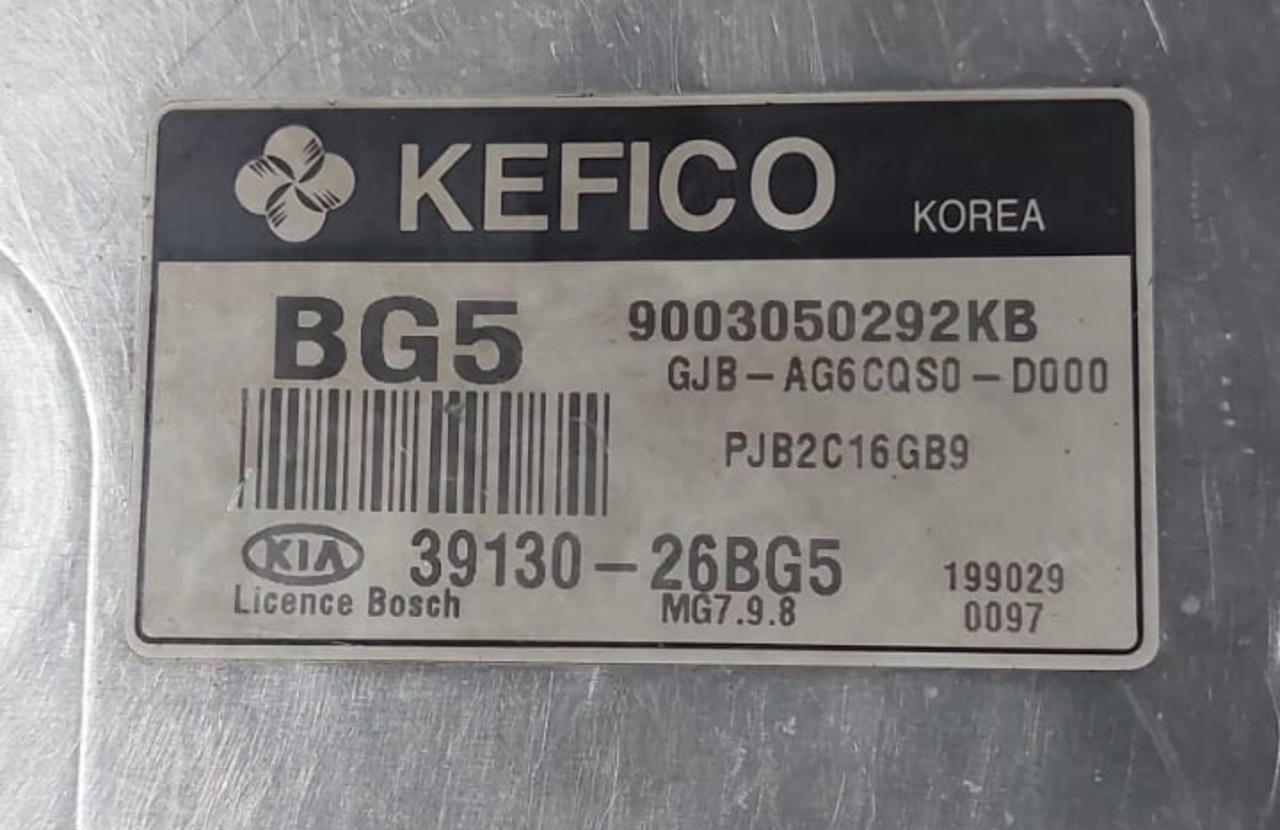 KEFICO KOREA
BG5 9003050292KB
GJB-AG6CQS0-D000
PJB2C16GB9
KIA 39130-26BG5 199029
Licence Bosch MG7.9.8 0097